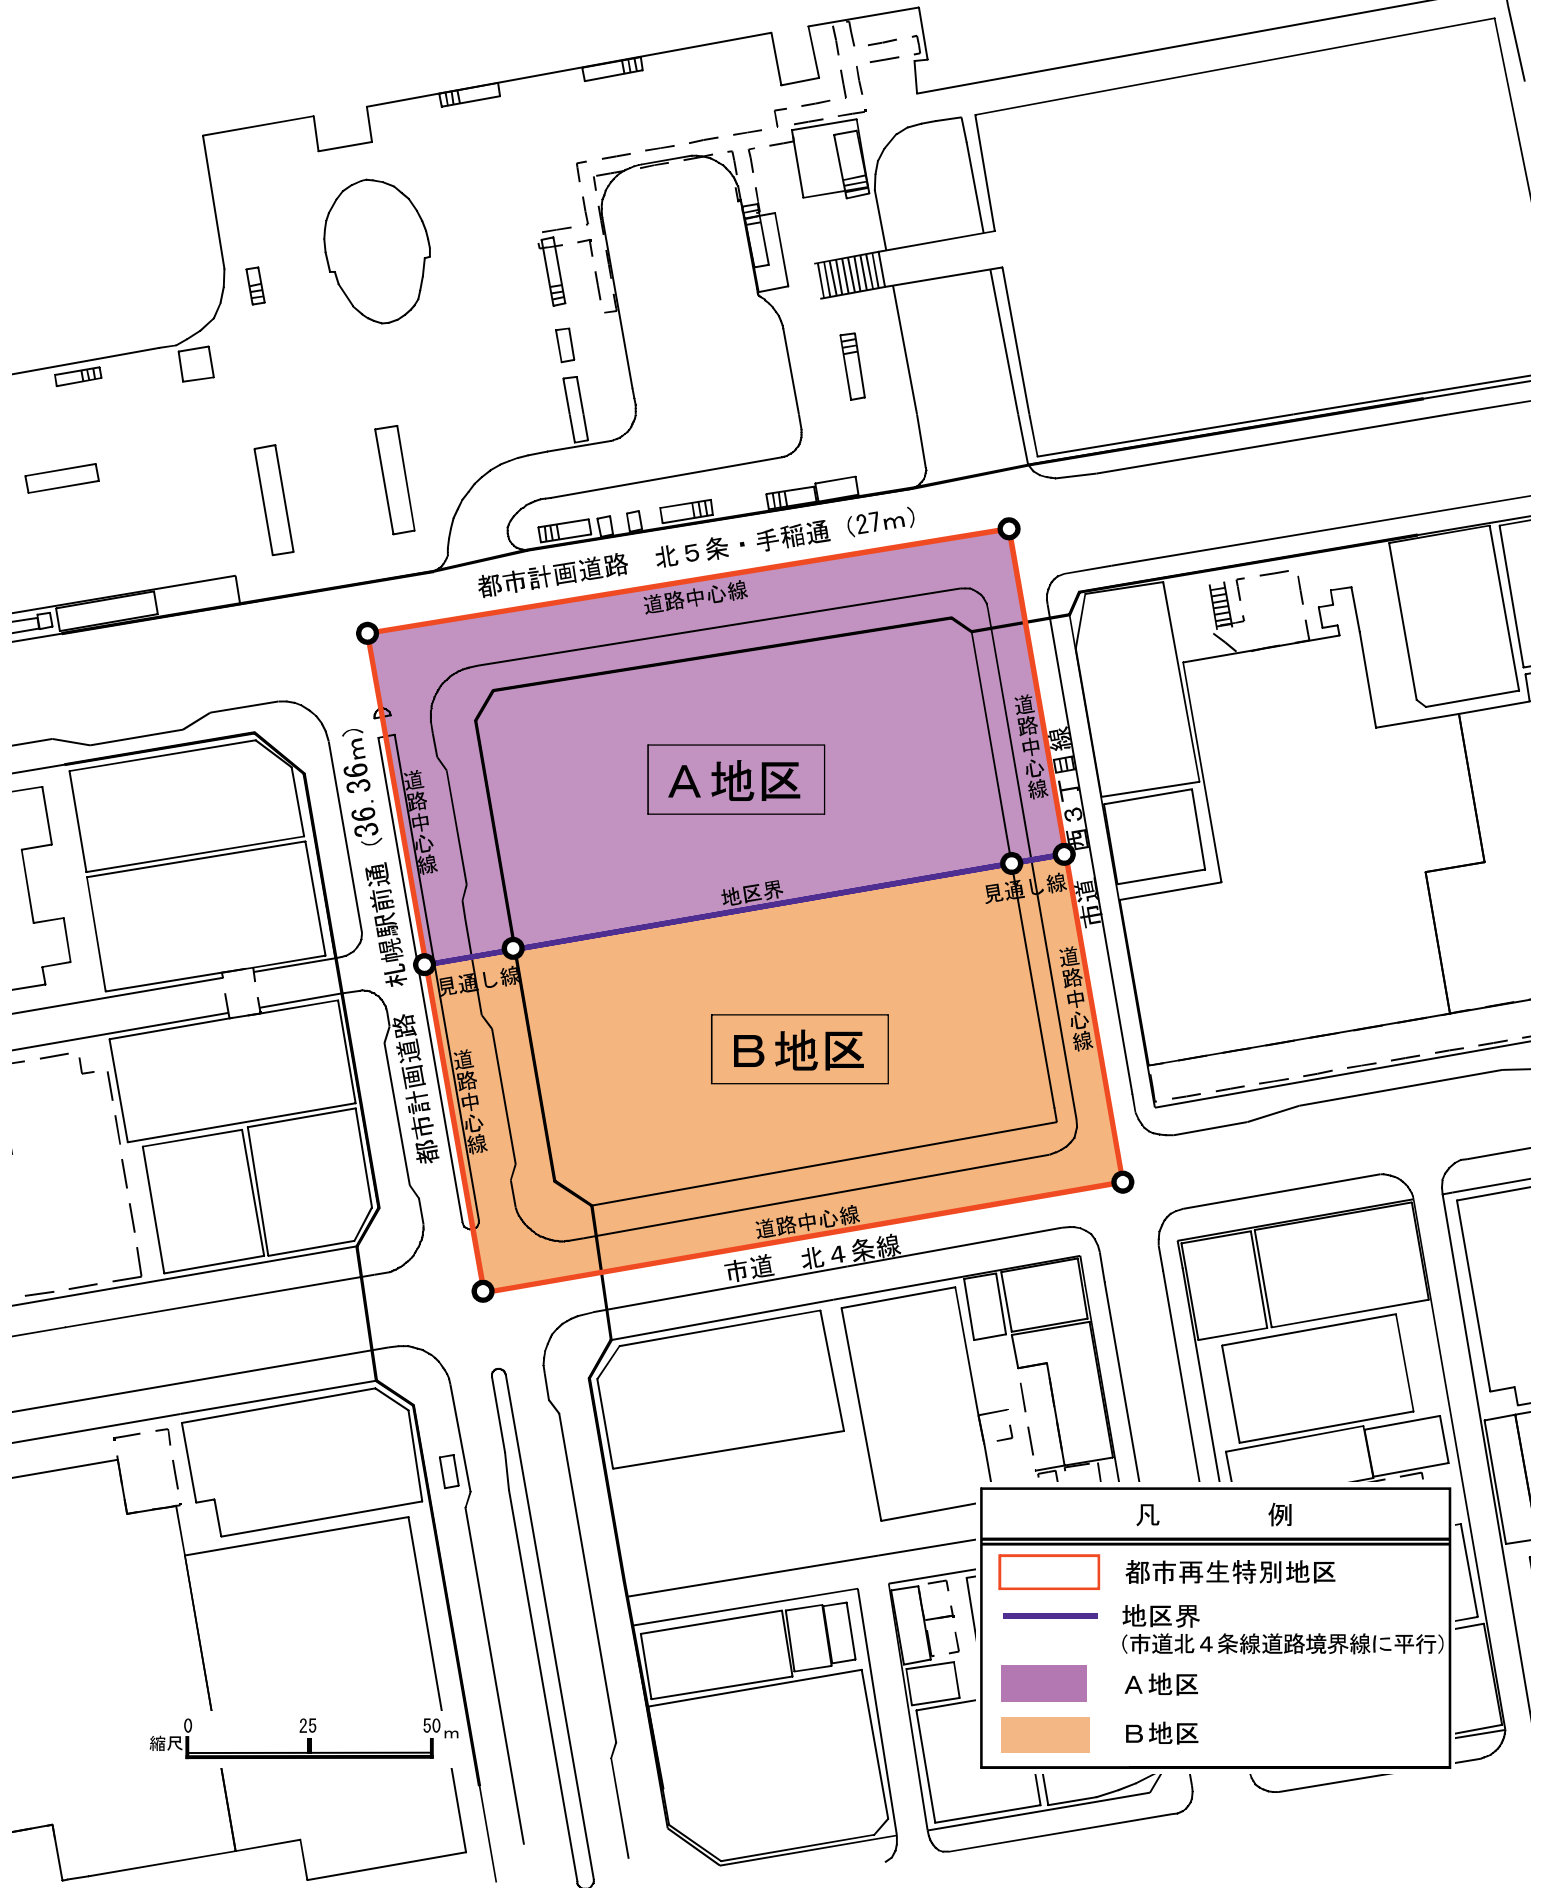 都市計画道路　北５条・手稲通（27ｍ）
道路中心線
道路中心線
道路中心線
都市計画道路　札幌駅前通（36.36ｍ）
市道　西３丁目線
Ａ地区
地区界
見通し線
見通し線
Ｂ地区
道路中心線
道路中心線
道路中心線
市道　北４条線
凡　例
都市再生特別地区
地区界
（市道北４条線道路境界線に平行）
Ａ地区
Ｂ地区
縮尺 0 25 50ｍ